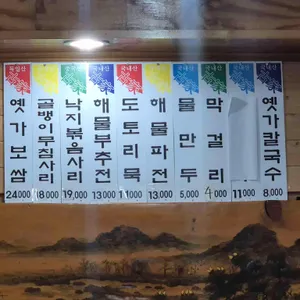 옛가보쌈 24,000
골뱅이무침사리 18,000
낙지볶음사리 19,000
해물부추전 13,000
도토리묵 11,000
해물파전 13,000
물만두 5,000
막걸리 4,000
11,000
옛가칼국수 8,000